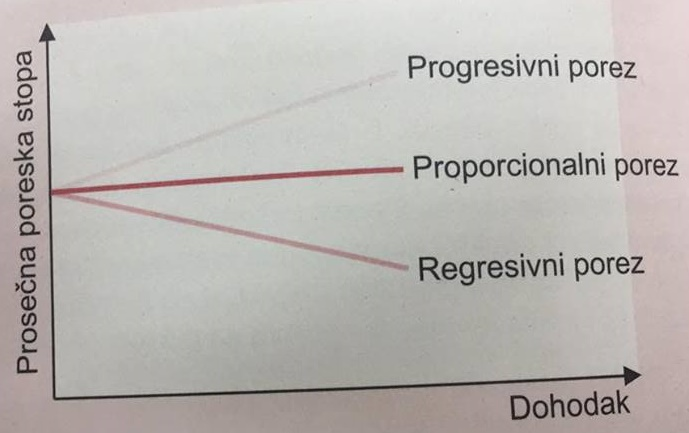 Prosečna poreska stopa
Progresivni porez
Proporcionalni porez
Regresivni porez
Dohodak